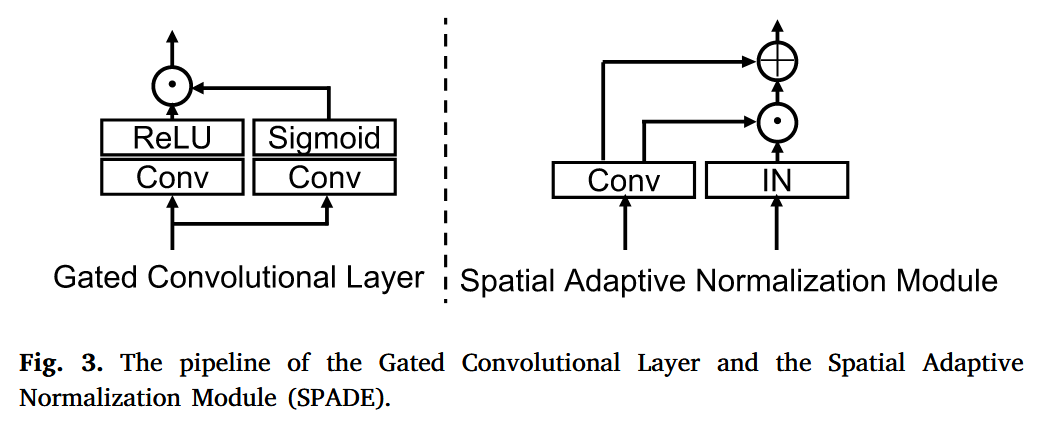 ReLU
Sigmoid
Conv
Conv
Gated Convolutional Layer
Conv
IN
Spatial Adaptive Normalization Module
Fig. 3. The pipeline of the Gated Convolutional Layer and the Spatial Adaptive
Normalization Module (SPADE).